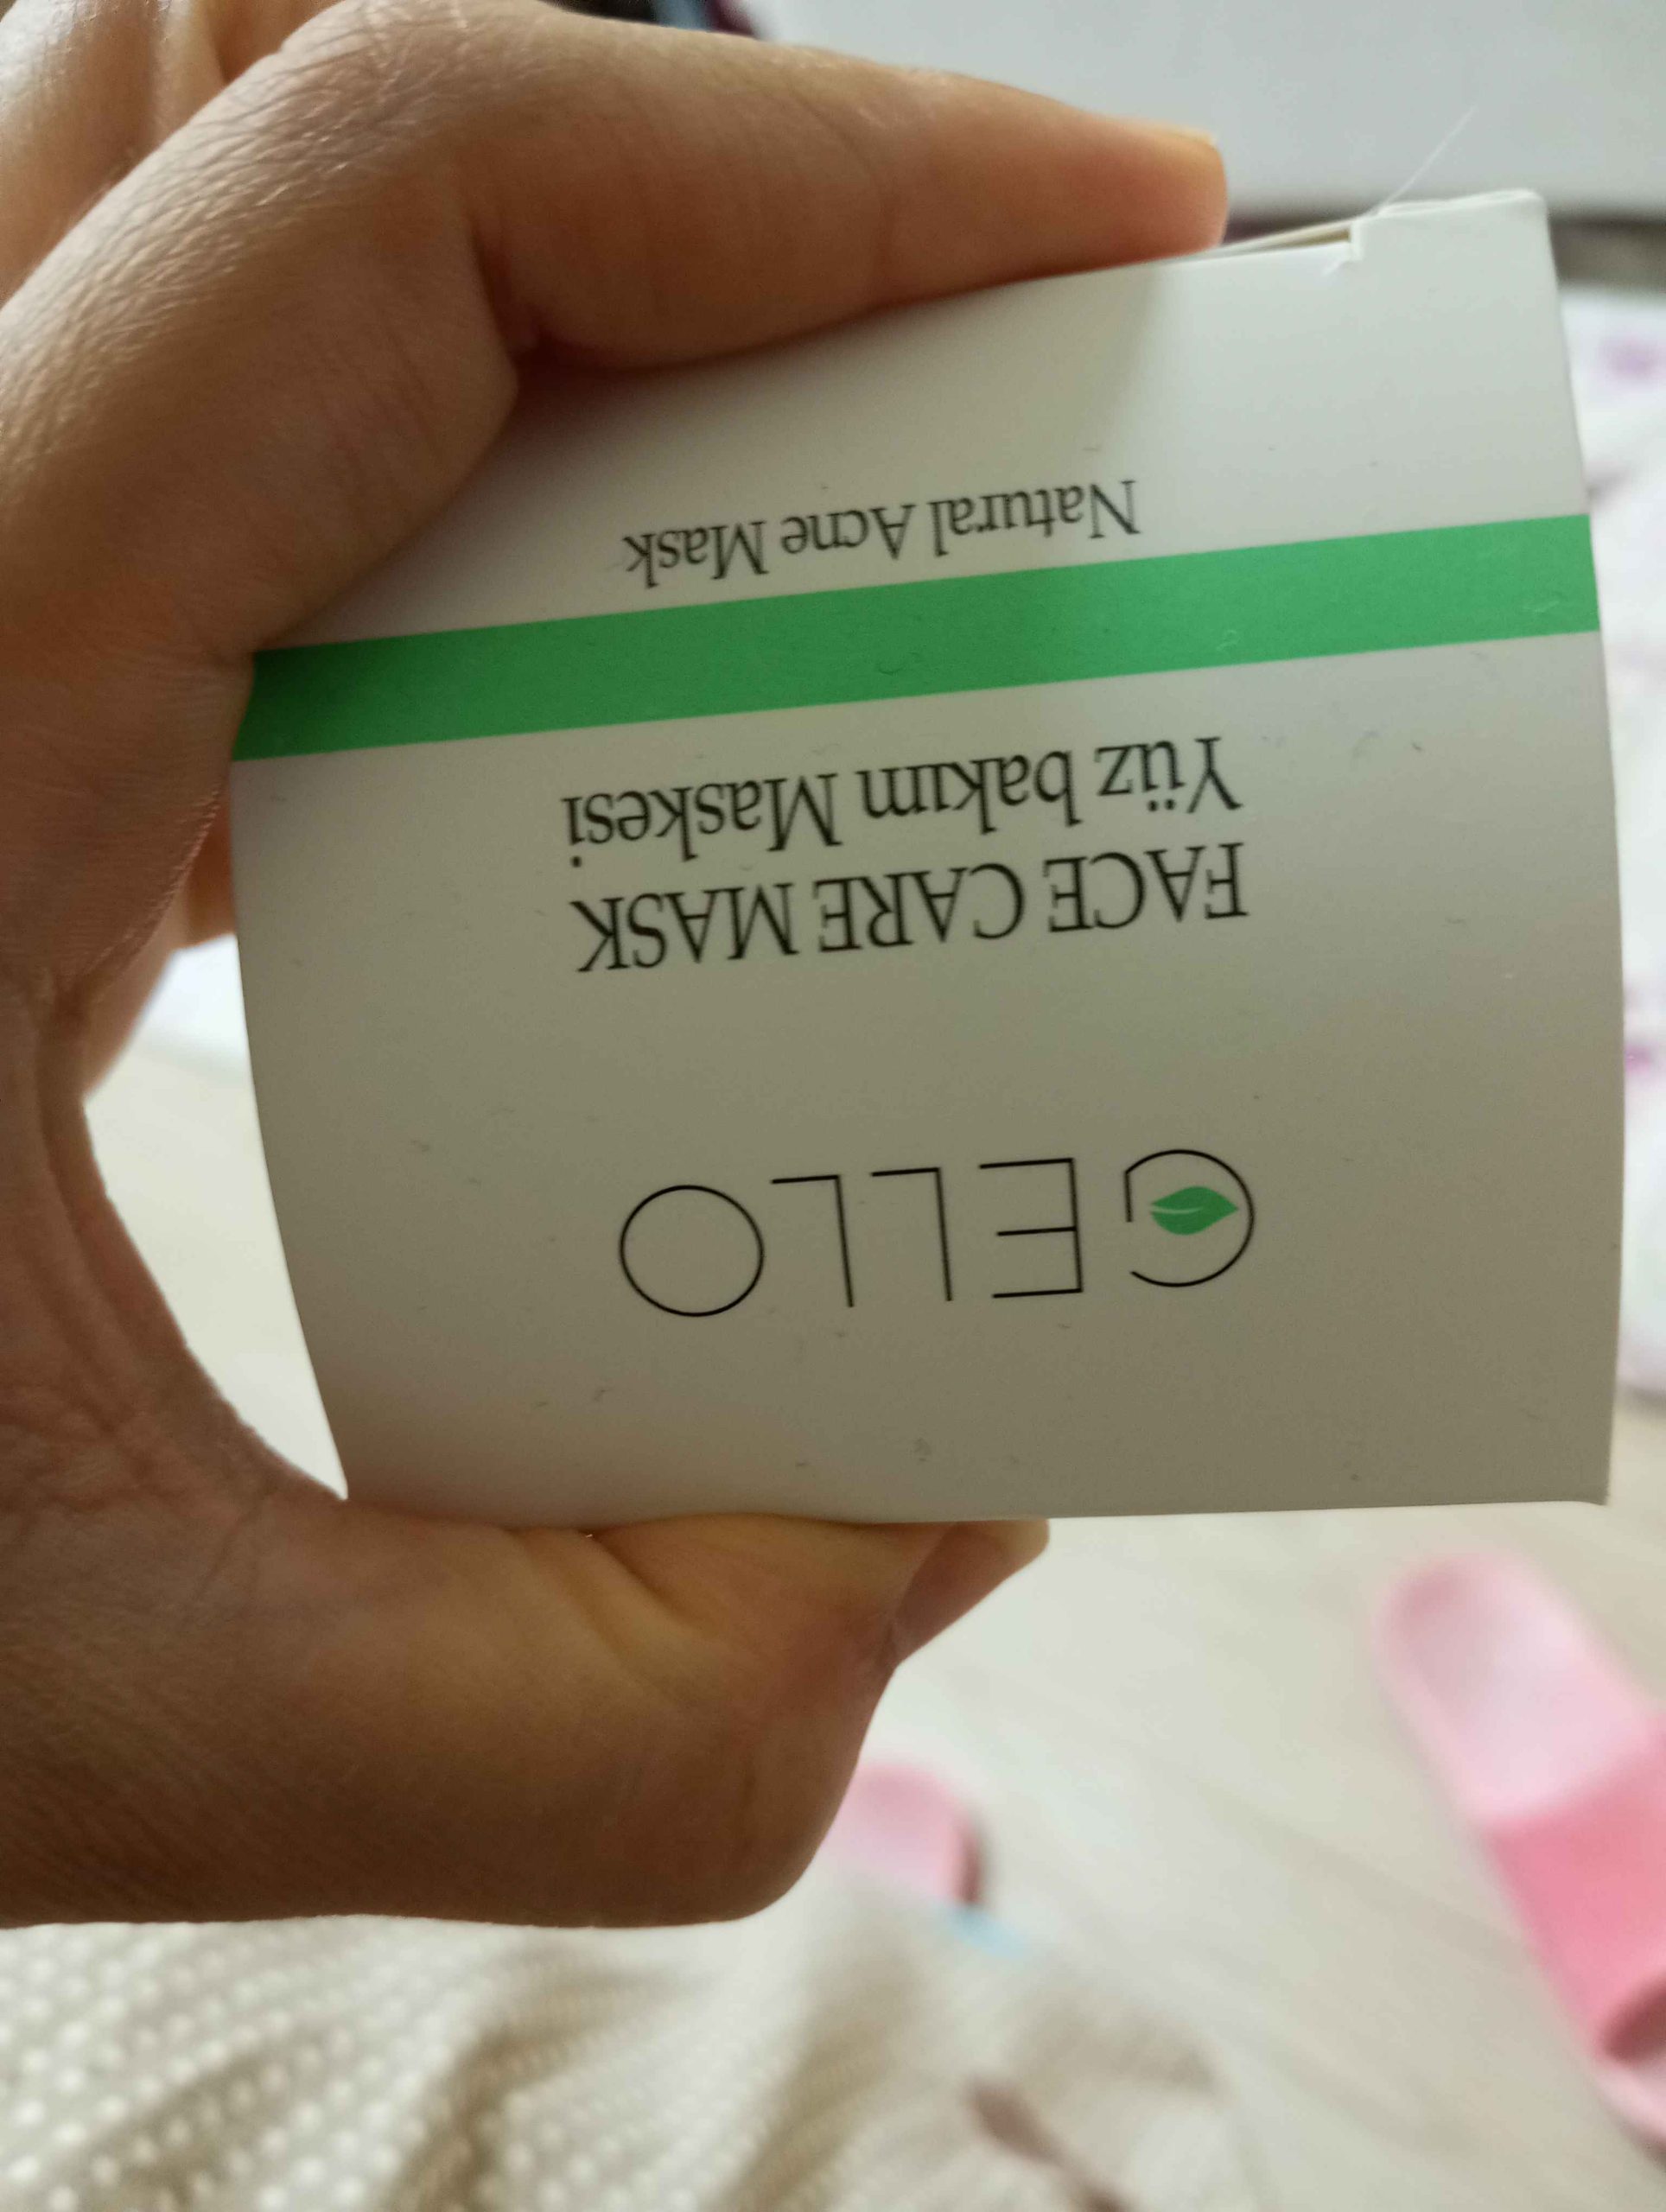 GELLO
FACE CARE MASK
Yüz bakım Maskesi
Natural Acne Mask